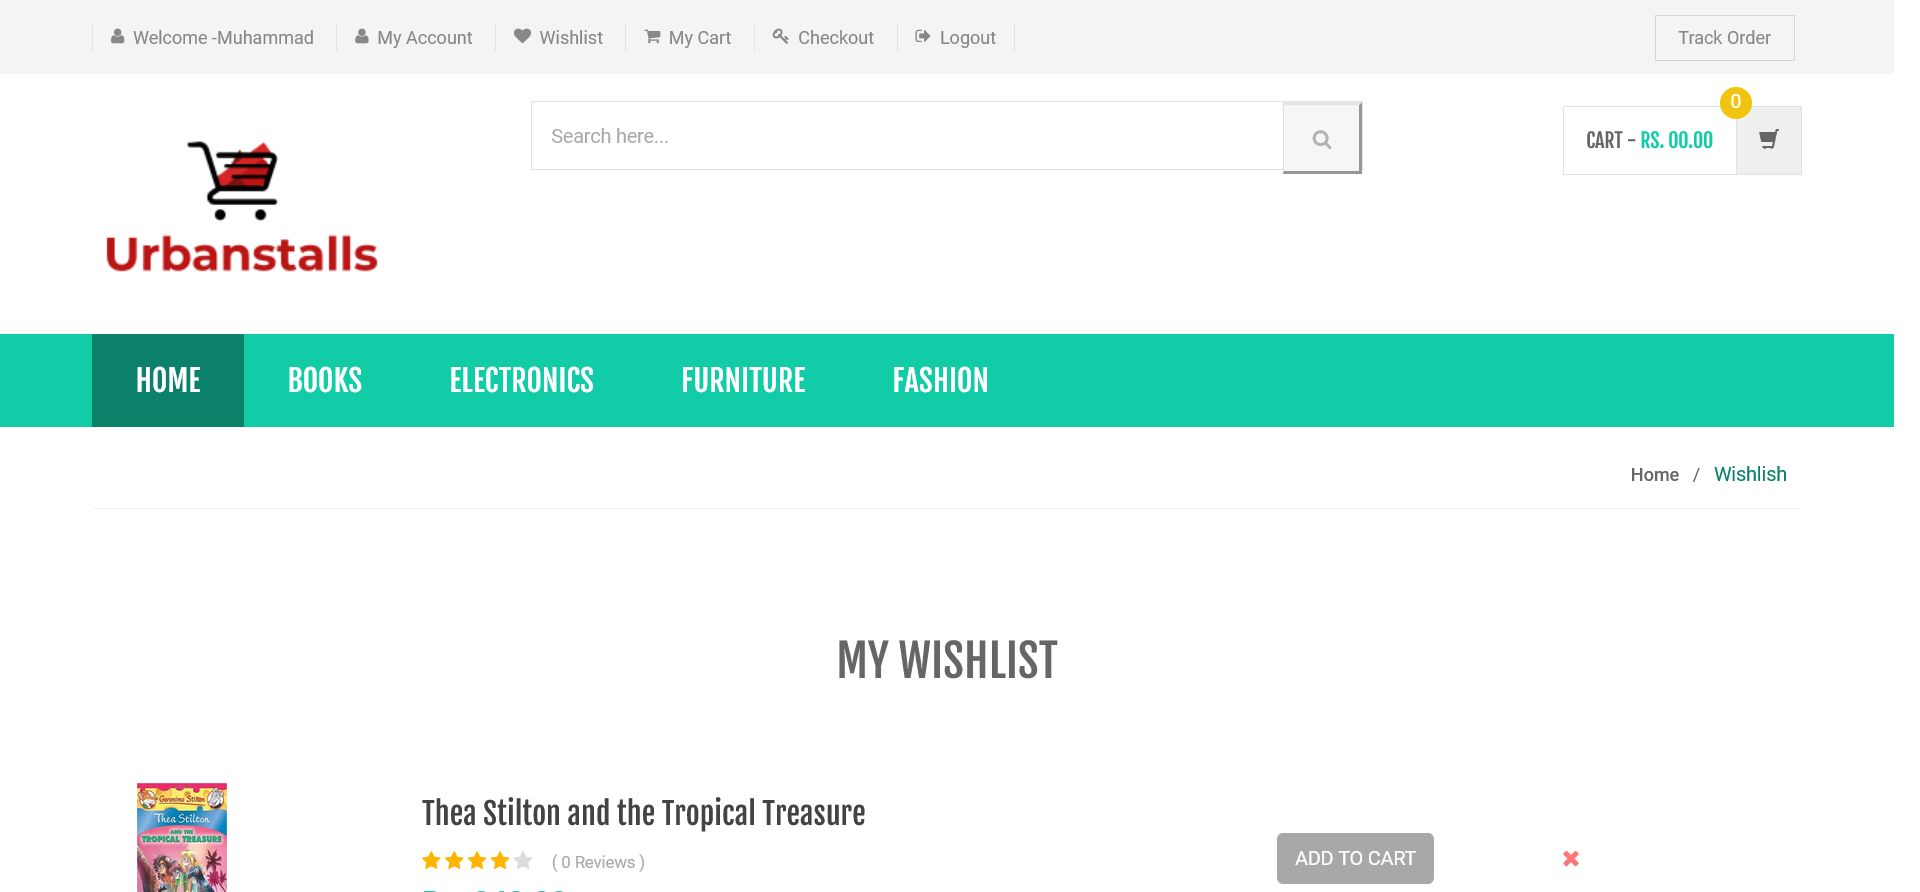 Welcome -Muhammad
My Account
Wishlist
My Cart
Checkout
Logout
Track Order
Urbanstalls
Search here...
0
CART - RS. 00.00
HOME
BOOKS
ELECTRONICS
FURNITURE
FASHION
Home / Wishlish
MY WISHLIST
Geronimo Stilton
Thea Stilton
AND THE
TROPICAL TREASURE
Thea Stilton and the Tropical Treasure
( 0 Reviews )
ADD TO CART